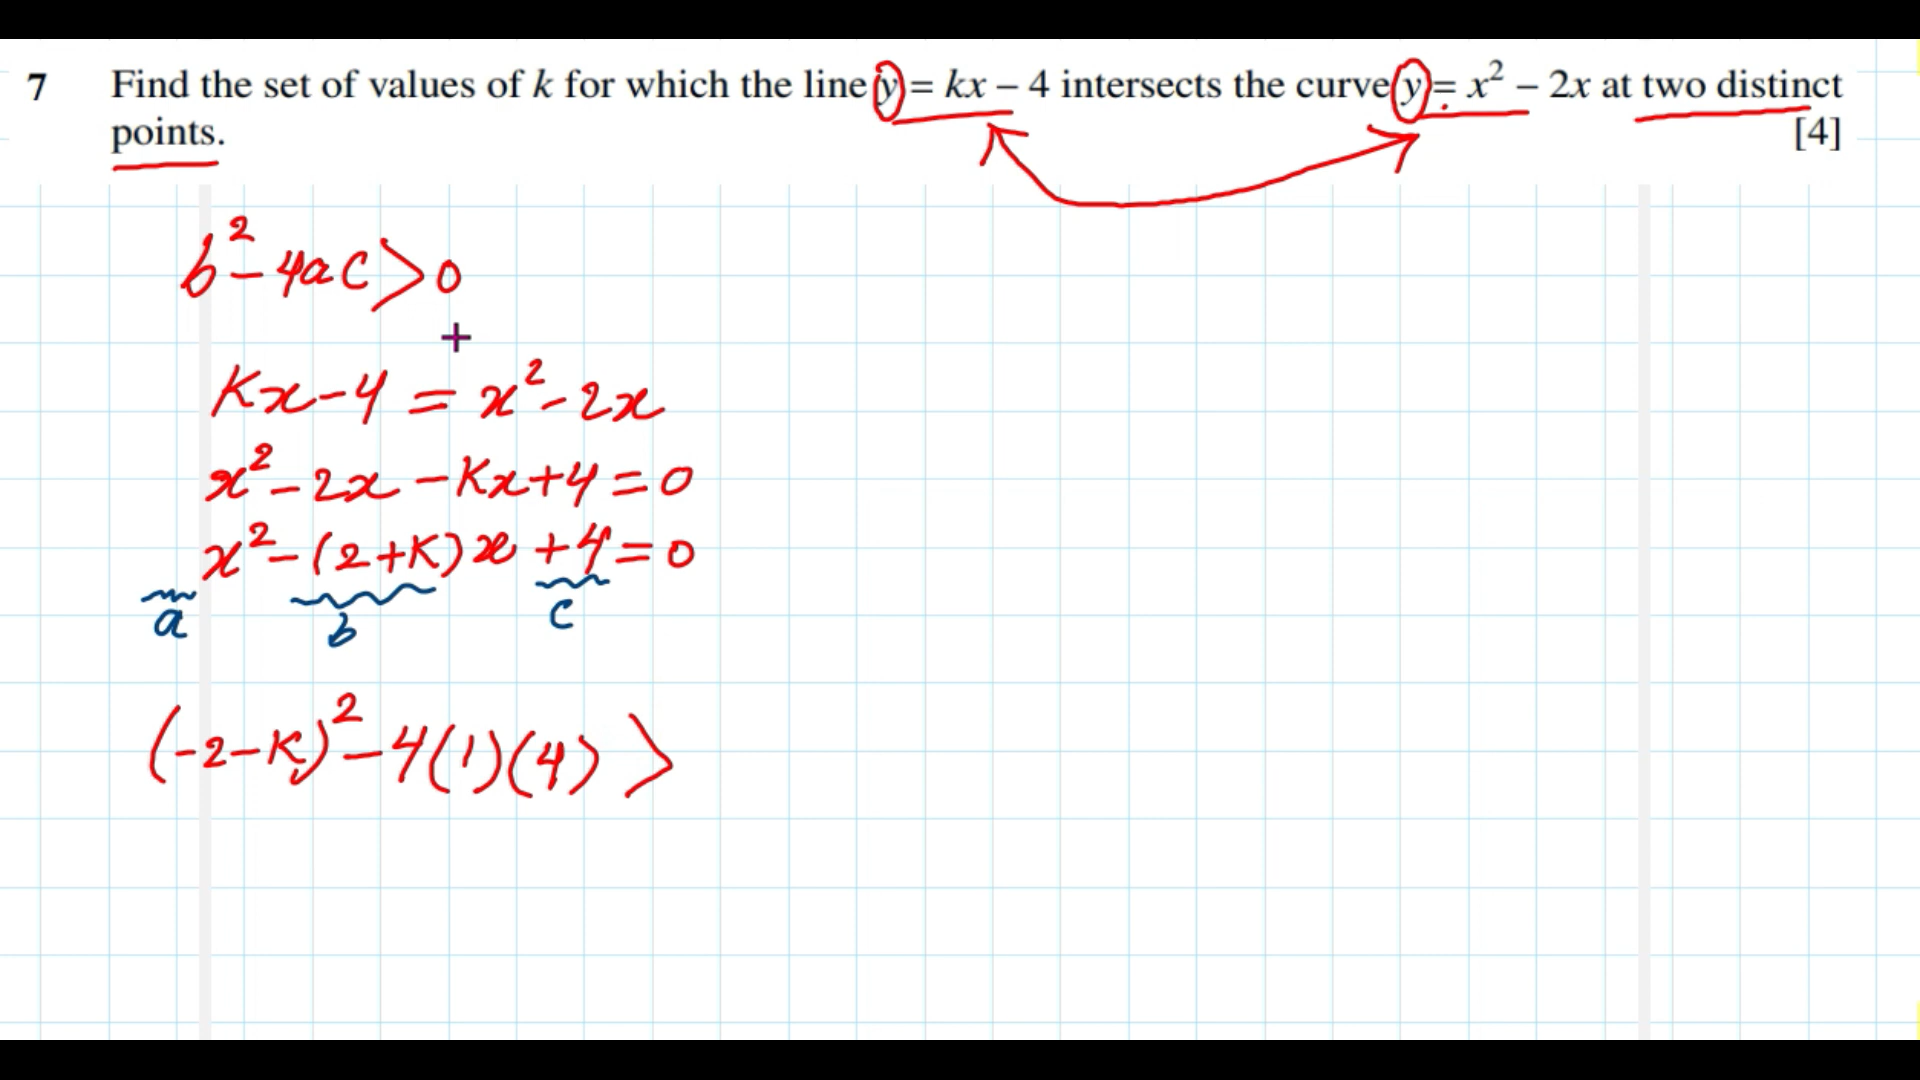 7 Find the set of values of k for which the line y = kx − 4 intersects the curve y = x² − 2x at two distinct
points. [4]
b² − 4ac > 0
Kx − 4 = x² − 2x
x² − 2x − Kx + 4 = 0
x² − (2 + K) x + 4 = 0
a b c
(−2 − K)² − 4(1)(4) >